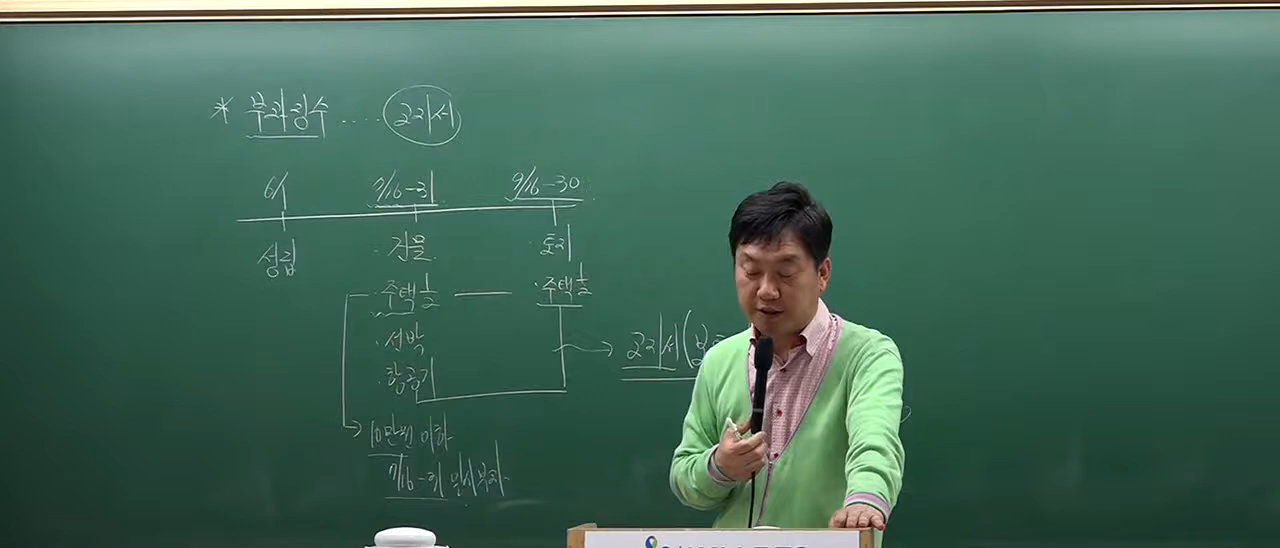 * 부과징수 ···· 고지서
6/1 7/16-31 9/16-30
성립 ·건물 ·토지
·주택 1/2 — ·주택 1/2
·선박
·항공기
고지서(
10만원 이하
7/16-31 일시부과